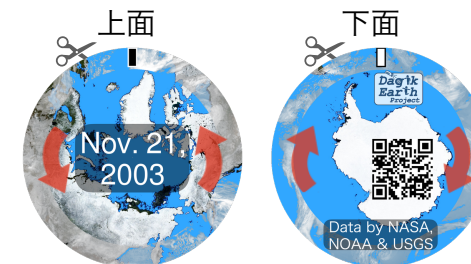 上面
下面
Nov. 21,
2003
Dagik
Earth
Project
Data by NASA,
NOAA & USGS